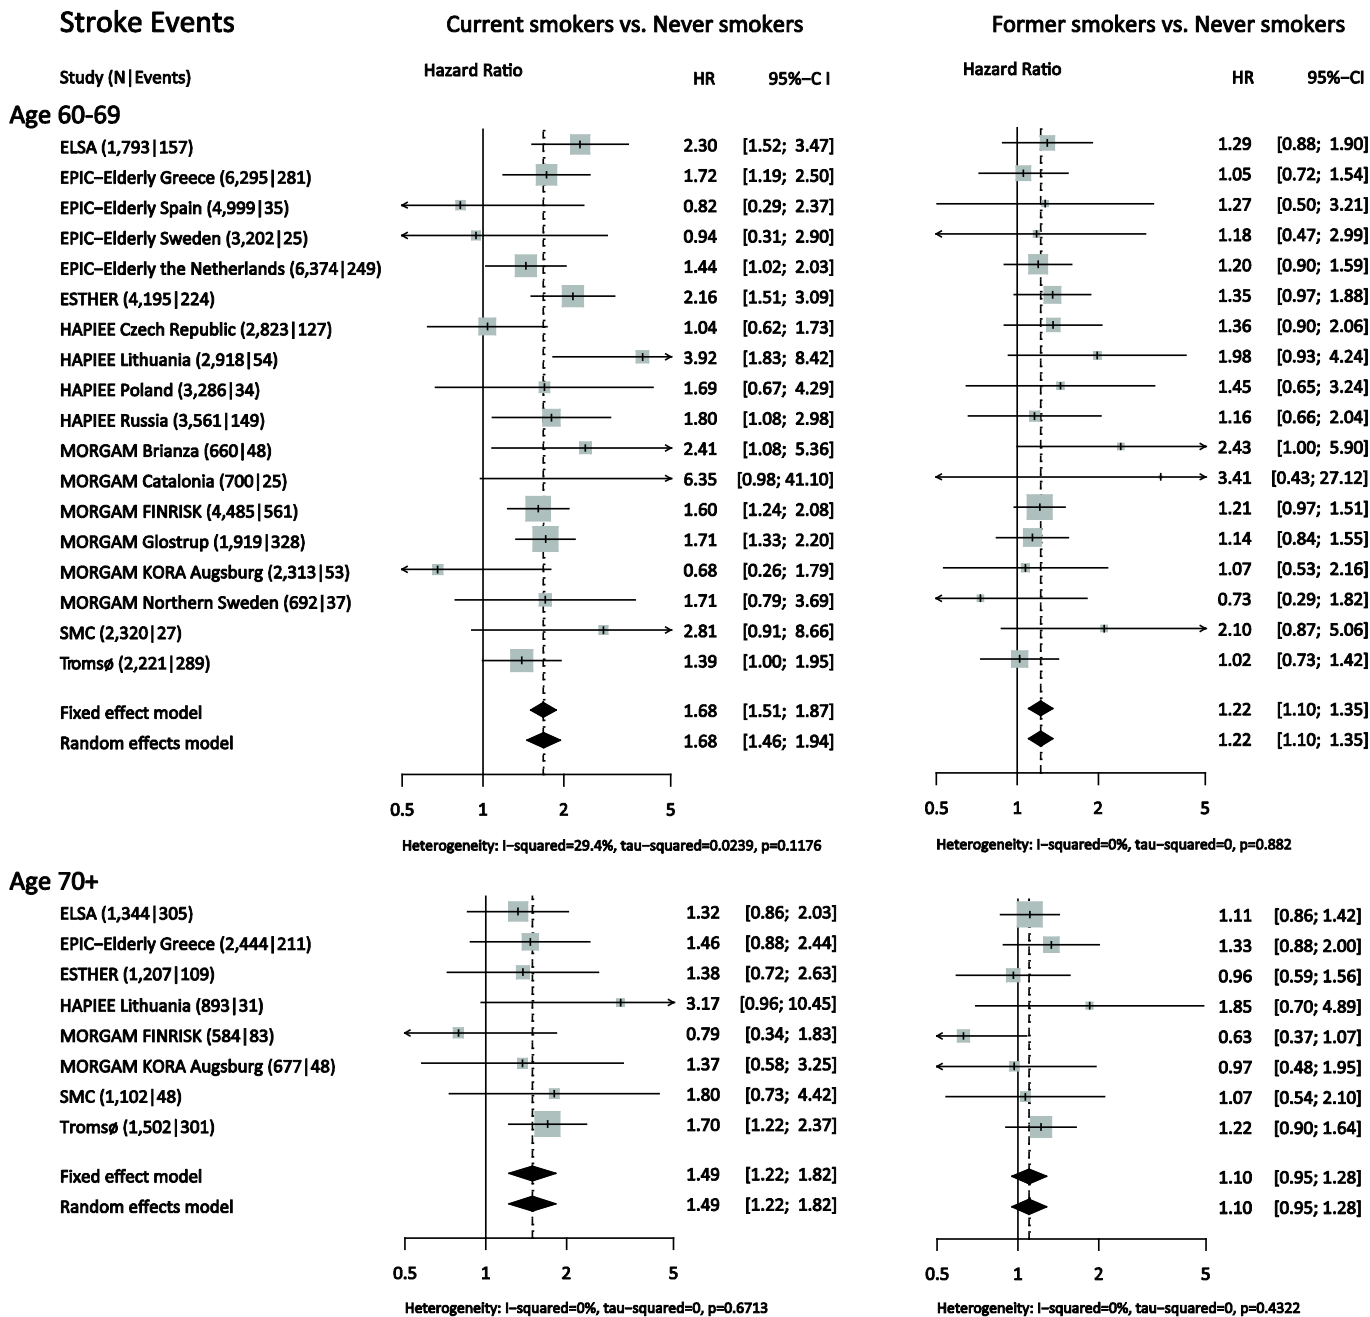 Stroke Events Current smokers vs. Never smokers Former smokers vs. Never smokers
Study (N|Events) Hazard Ratio HR 95%–C I Hazard Ratio HR 95%–CI
Age 60-69
ELSA (1,793|157) 2.30 [1.52; 3.47] 1.29 [0.88; 1.90]
EPIC–Elderly Greece (6,295|281) 1.72 [1.19; 2.50] 1.05 [0.72; 1.54]
EPIC–Elderly Spain (4,999|35) 0.82 [0.29; 2.37] 1.27 [0.50; 3.21]
EPIC–Elderly Sweden (3,202|25) 0.94 [0.31; 2.90] 1.18 [0.47; 2.99]
EPIC–Elderly the Netherlands (6,374|249) 1.44 [1.02; 2.03] 1.20 [0.90; 1.59]
ESTHER (4,195|224) 2.16 [1.51; 3.09] 1.35 [0.97; 1.88]
HAPIEE Czech Republic (2,823|127) 1.04 [0.62; 1.73] 1.36 [0.90; 2.06]
HAPIEE Lithuania (2,918|54) 3.92 [1.83; 8.42] 1.98 [0.93; 4.24]
HAPIEE Poland (3,286|34) 1.69 [0.67; 4.29] 1.45 [0.65; 3.24]
HAPIEE Russia (3,561|149) 1.80 [1.08; 2.98] 1.16 [0.66; 2.04]
MORGAM Brianza (660|48) 2.41 [1.08; 5.36] 2.43 [1.00; 5.90]
MORGAM Catalonia (700|25) 6.35 [0.98; 41.10] 3.41 [0.43; 27.12]
MORGAM FINRISK (4,485|561) 1.60 [1.24; 2.08] 1.21 [0.97; 1.51]
MORGAM Glostrup (1,919|328) 1.71 [1.33; 2.20] 1.14 [0.84; 1.55]
MORGAM KORA Augsburg (2,313|53) 0.68 [0.26; 1.79] 1.07 [0.53; 2.16]
MORGAM Northern Sweden (692|37) 1.71 [0.79; 3.69] 0.73 [0.29; 1.82]
SMC (2,320|27) 2.81 [0.91; 8.66] 2.10 [0.87; 5.06]
Tromsø (2,221|289) 1.39 [1.00; 1.95] 1.02 [0.73; 1.42]
Fixed effect model 1.68 [1.51; 1.87] 1.22 [1.10; 1.35]
Random effects model 1.68 [1.46; 1.94] 1.22 [1.10; 1.35]
0.5 1 2 5 0.5 1 2 5
Heterogeneity: I–squared=29.4%, tau–squared=0.0239, p=0.1176 Heterogeneity: I–squared=0%, tau–squared=0, p=0.882
Age 70+
ELSA (1,344|305) 1.32 [0.86; 2.03] 1.11 [0.86; 1.42]
EPIC–Elderly Greece (2,444|211) 1.46 [0.88; 2.44] 1.33 [0.88; 2.00]
ESTHER (1,207|109) 1.38 [0.72; 2.63] 0.96 [0.59; 1.56]
HAPIEE Lithuania (893|31) 3.17 [0.96; 10.45] 1.85 [0.70; 4.89]
MORGAM FINRISK (584|83) 0.79 [0.34; 1.83] 0.63 [0.37; 1.07]
MORGAM KORA Augsburg (677|48) 1.37 [0.58; 3.25] 0.97 [0.48; 1.95]
SMC (1,102|48) 1.80 [0.73; 4.42] 1.07 [0.54; 2.10]
Tromsø (1,502|301) 1.70 [1.22; 2.37] 1.22 [0.90; 1.64]
Fixed effect model 1.49 [1.22; 1.82] 1.10 [0.95; 1.28]
Random effects model 1.49 [1.22; 1.82] 1.10 [0.95; 1.28]
0.5 1 2 5 0.5 1 2 5
Heterogeneity: I–squared=0%, tau–squared=0, p=0.6713 Heterogeneity: I–squared=0%, tau–squared=0, p=0.4322